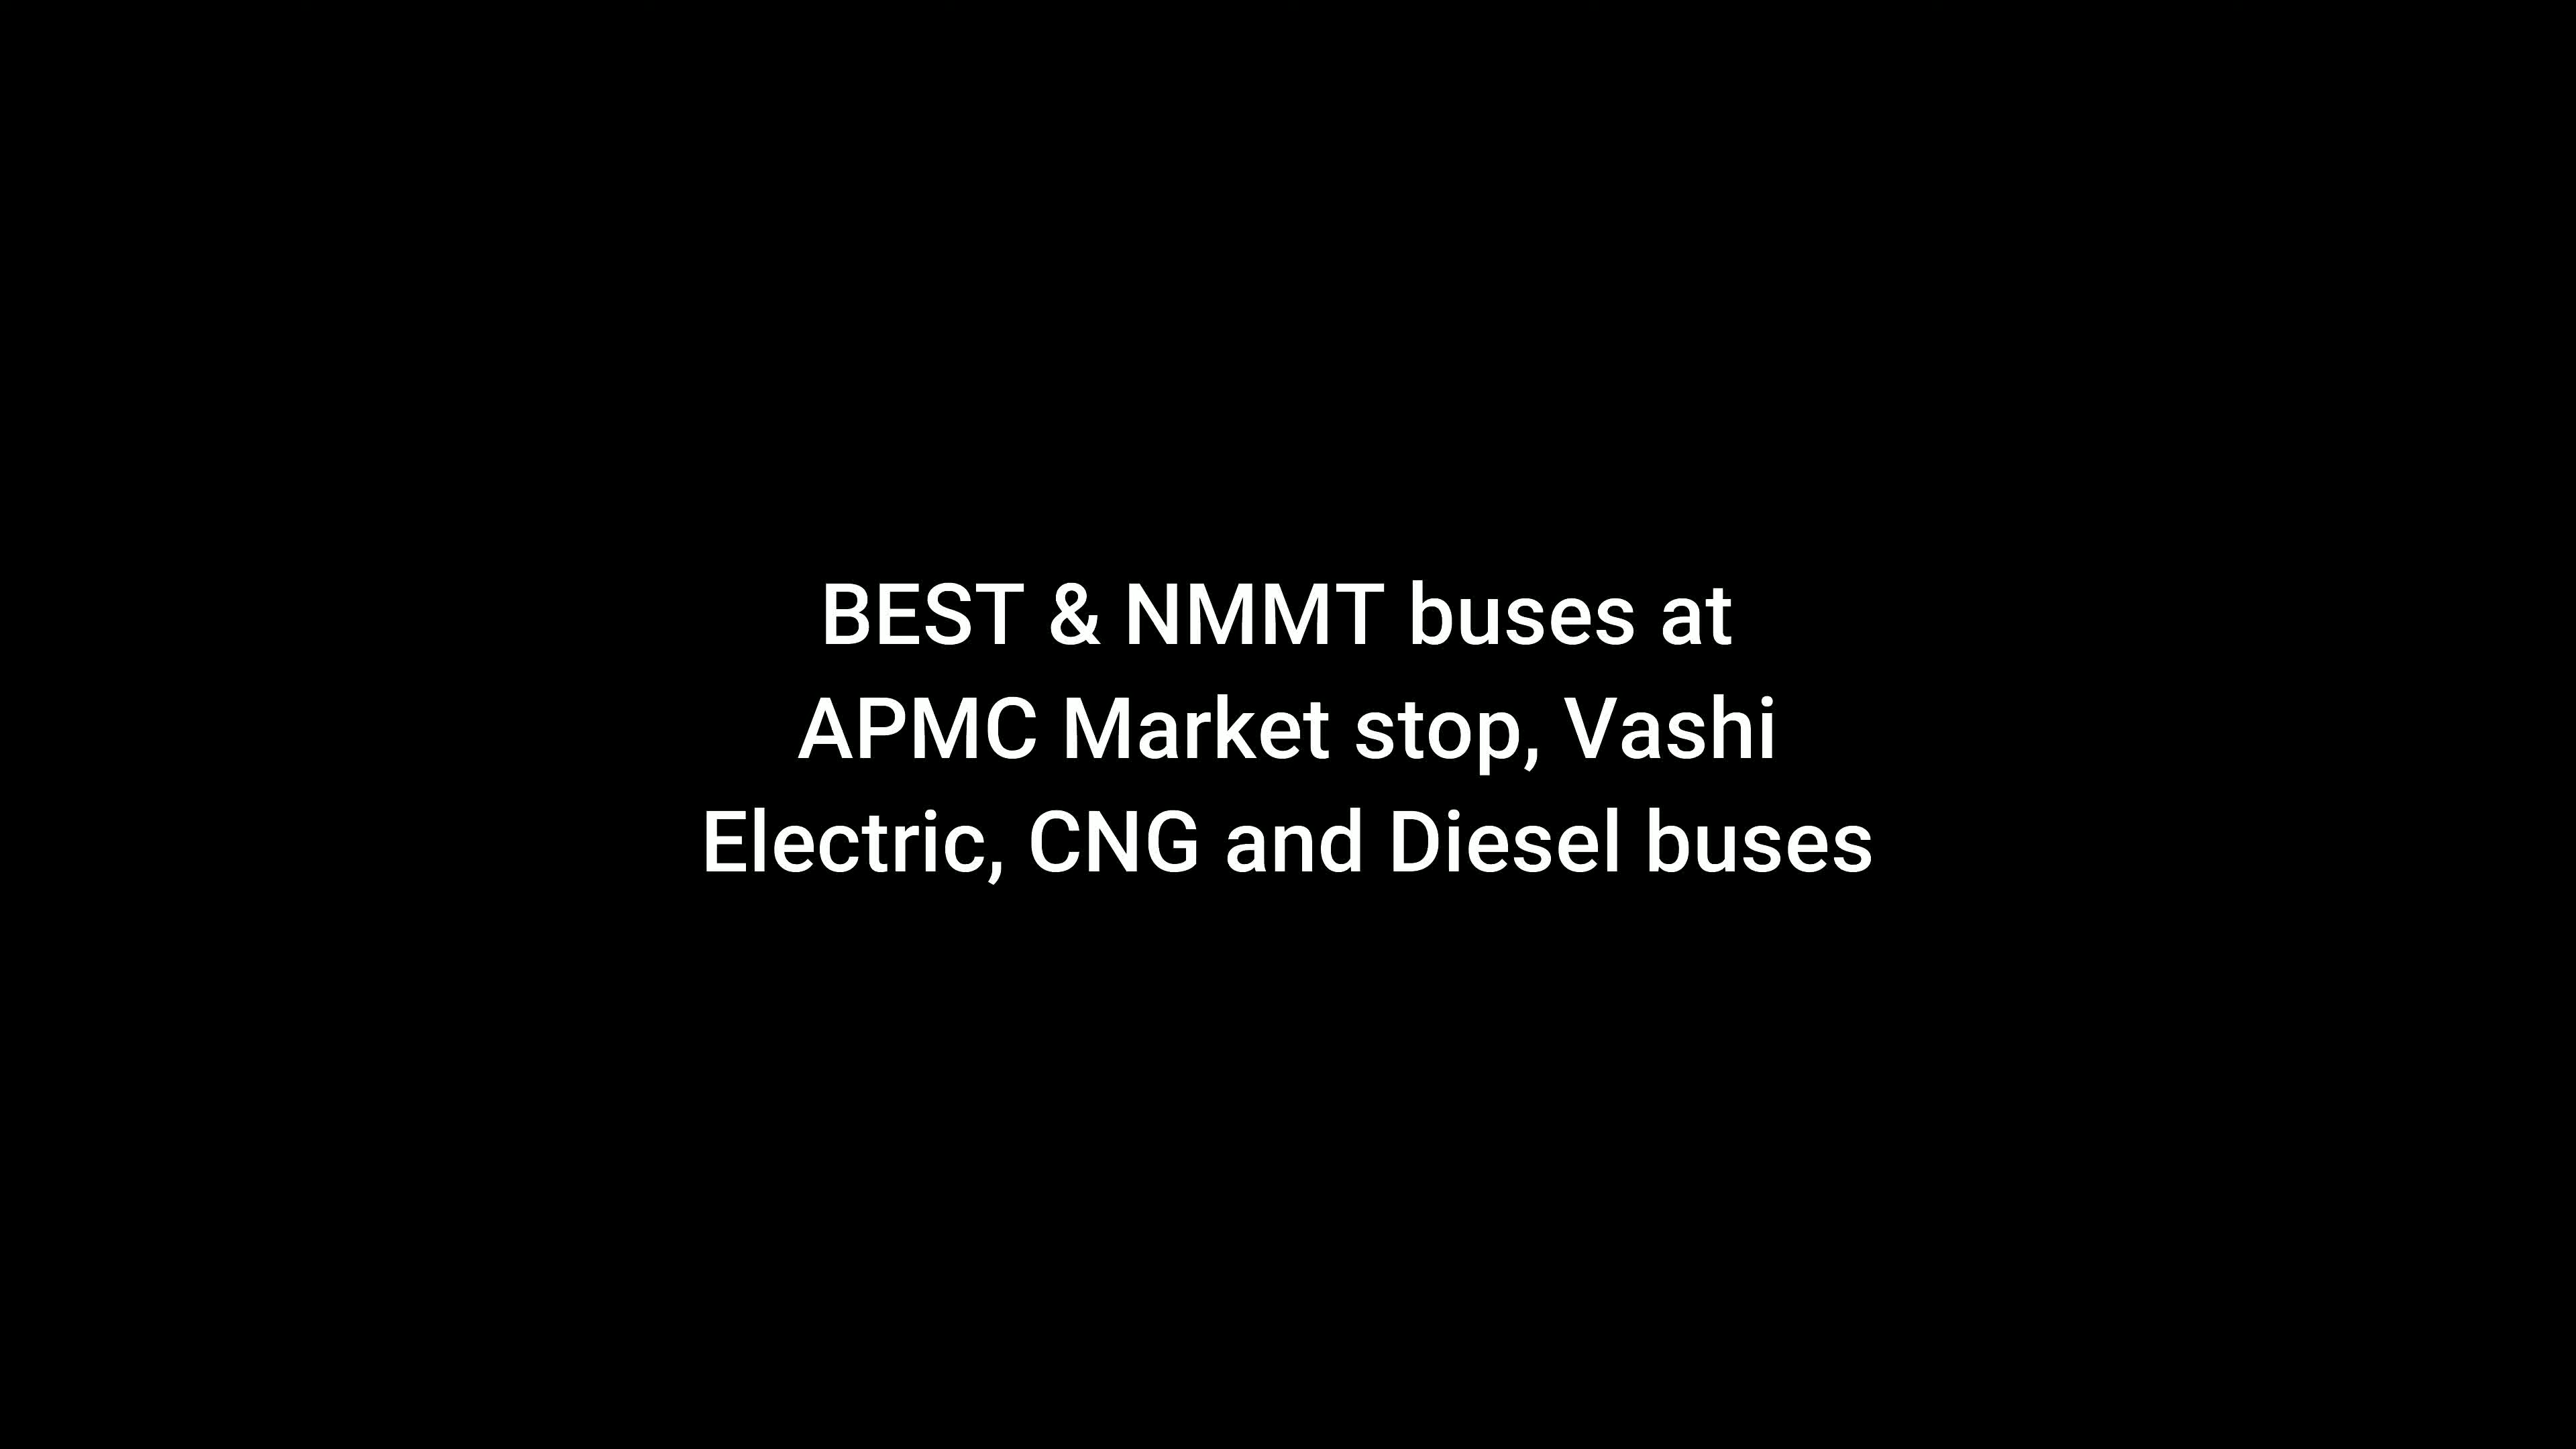 BEST & NMMT buses at
APMC Market stop, Vashi
Electric, CNG and Diesel buses